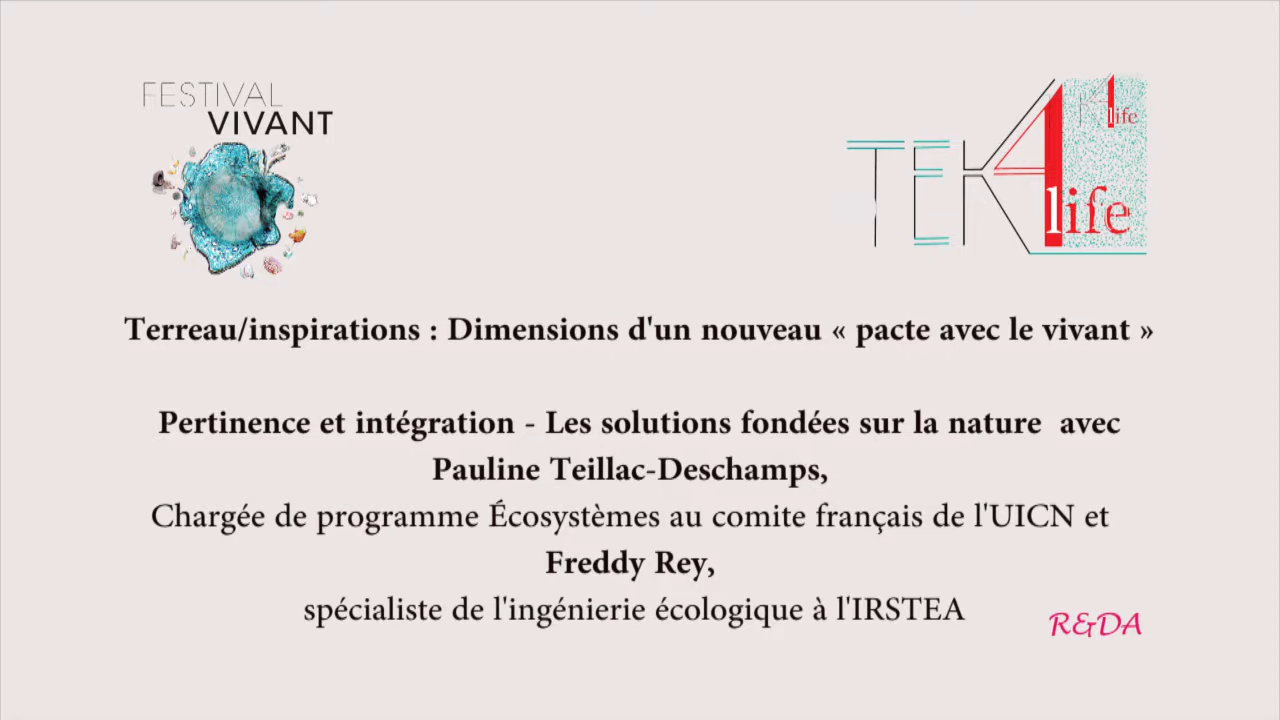 FESTIVAL
VIVANT
TEK4
life
4
life
Terreau/inspirations : Dimensions d'un nouveau « pacte avec le vivant »
Pertinence et intégration - Les solutions fondées sur la nature avec
Pauline Teillac-Deschamps,
Chargée de programme Écosystèmes au comite français de l'UICN et
Freddy Rey,
spécialiste de l'ingénierie écologique à l'IRSTEA
R&DA